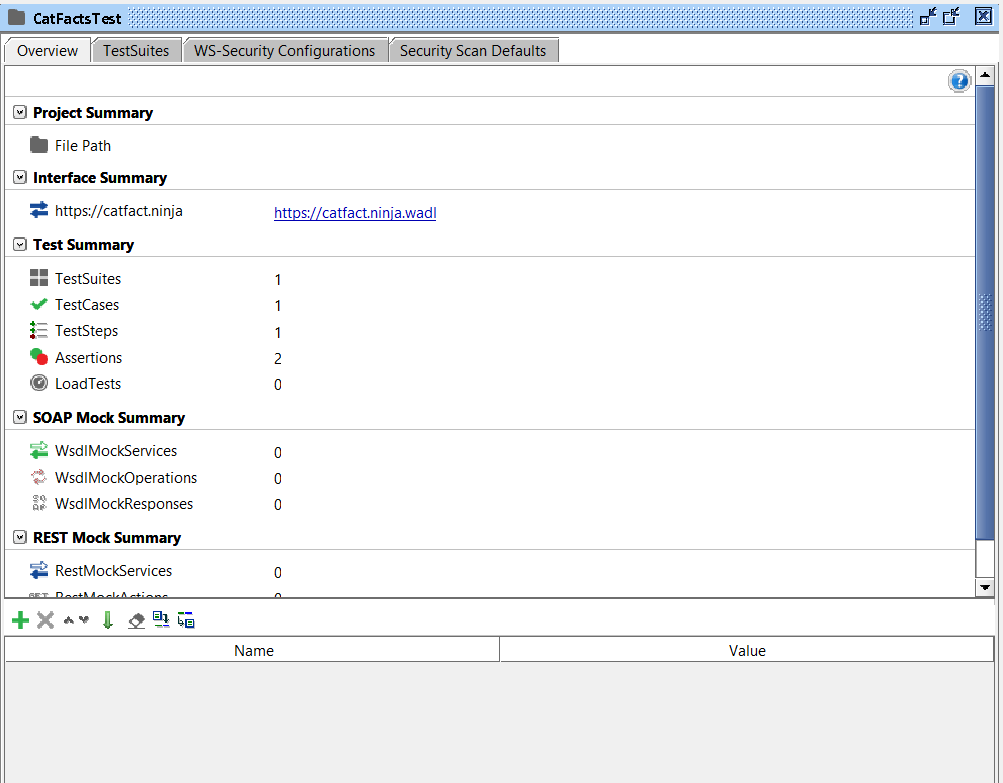 CatFactsTest
Overview TestSuites WS-Security Configurations Security Scan Defaults
?
Project Summary
File Path
Interface Summary
https://catfact.ninja https://catfact.ninja.wadl
Test Summary
TestSuites 1
TestCases 1
TestSteps 1
Assertions 2
LoadTests 0
SOAP Mock Summary
WsdlMockServices 0
WsdlMockOperations 0
WsdlMockResponses 0
REST Mock Summary
RestMockServices 0
RestMockActions 0
Name Value